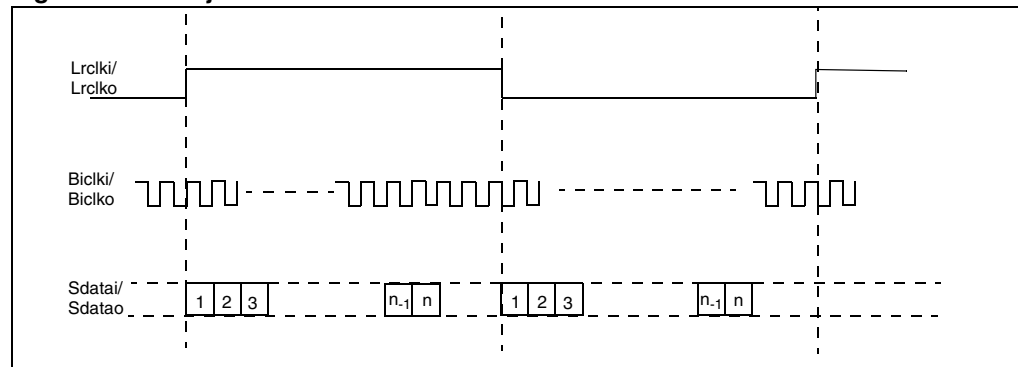 Lrclki/
Lrclko
Biclki/
Biclko
Sdatai/
Sdatao
1 2 3 n-1 n 1 2 3 n-1 n